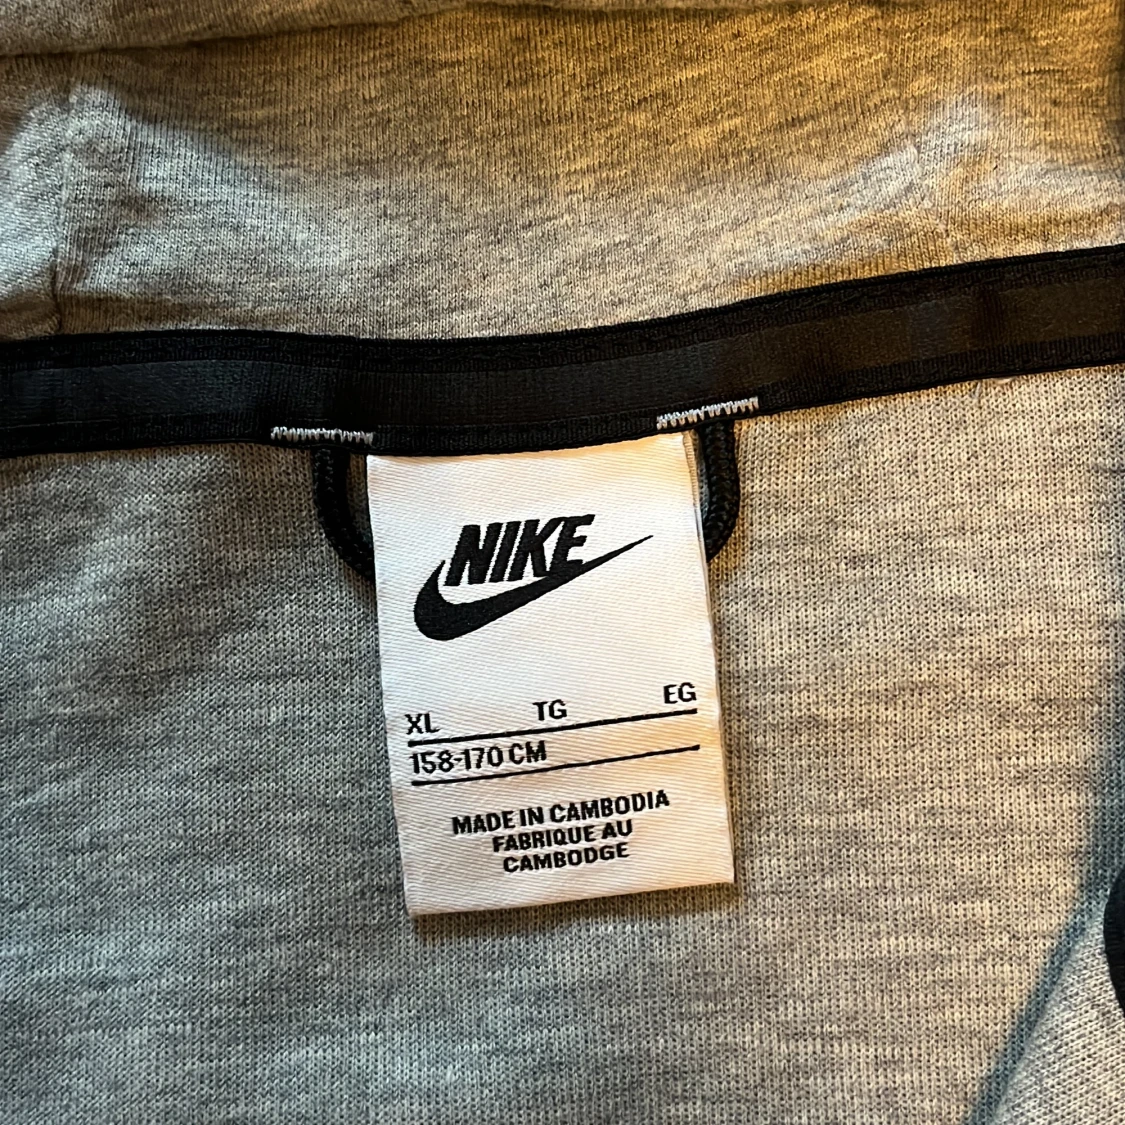 NIKE
XL TG EG
158-170 CM
MADE IN CAMBODIA
FABRIQUE AU
CAMBODGE